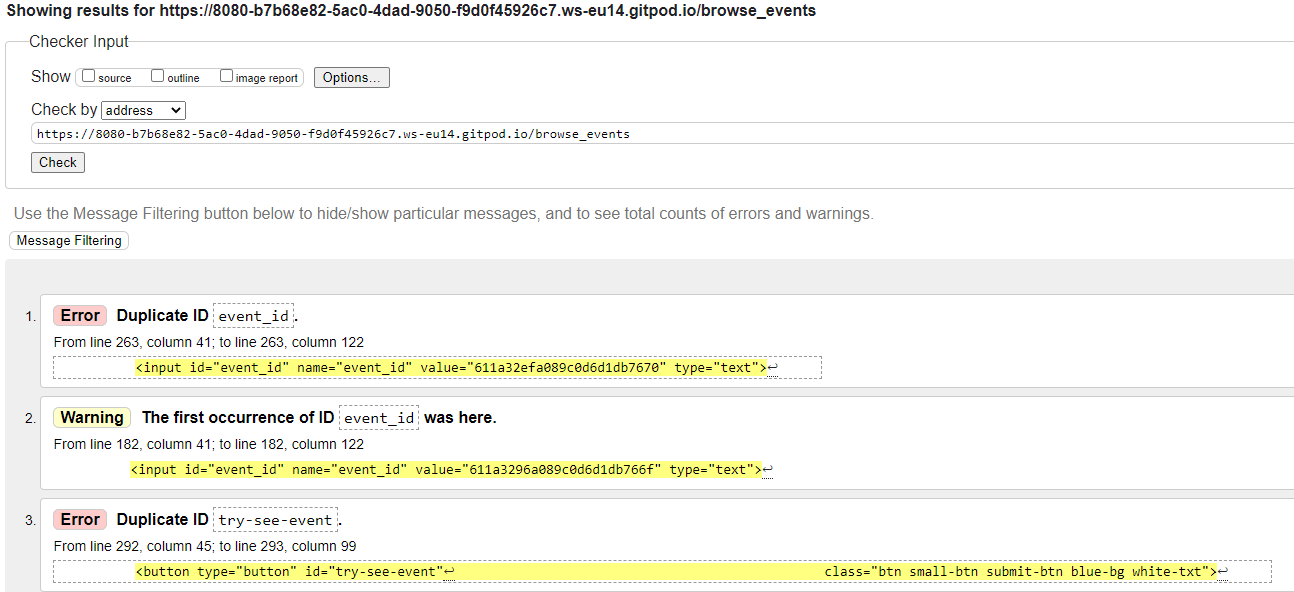 Showing results for https://8080-b7b68e82-5ac0-4dad-9050-f9d0f45926c7.ws-eu14.gitpod.io/browse_events
Checker Input
Show source outline image report Options...
Check by address
https://8080-b7b68e82-5ac0-4dad-9050-f9d0f45926c7.ws-eu14.gitpod.io/browse_events
Check
Use the Message Filtering button below to hide/show particular messages, and to see total counts of errors and warnings.
Message Filtering
1. Error Duplicate ID event_id.
From line 263, column 41; to line 263, column 122
<input id="event_id" name="event_id" value="611a32efa089c0d6d1db7670" type="text">↩
2. Warning The first occurrence of ID event_id was here.
From line 182, column 41; to line 182, column 122
<input id="event_id" name="event_id" value="611a3296a089c0d6d1db766f" type="text">↩
3. Error Duplicate ID try-see-event.
From line 292, column 45; to line 293, column 99
<button type="button" id="try-see-event"↩ class="btn small-btn submit-btn blue-bg white-txt">↩